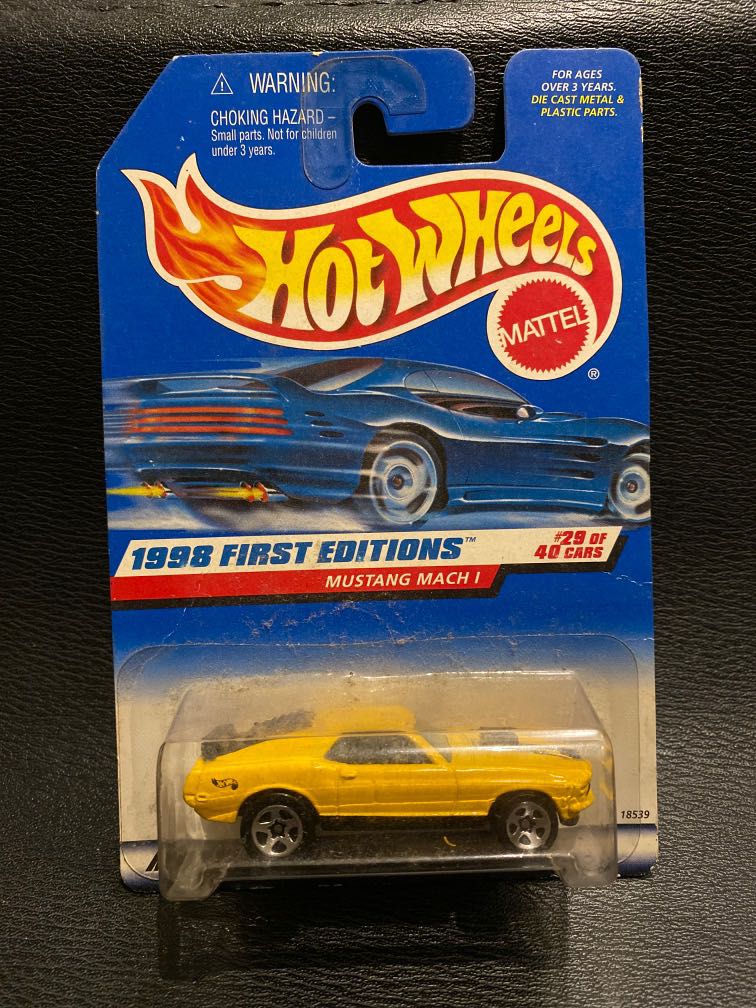 ⚠ WARNING:
CHOKING HAZARD –
Small parts. Not for children
under 3 years.
FOR AGES
OVER 3 YEARS.
DIE CAST METAL &
PLASTIC PARTS.
HOT WHEELS
MATTEL
®
1998 FIRST EDITIONS™
#29 OF
40 CARS
MUSTANG MACH I
18539